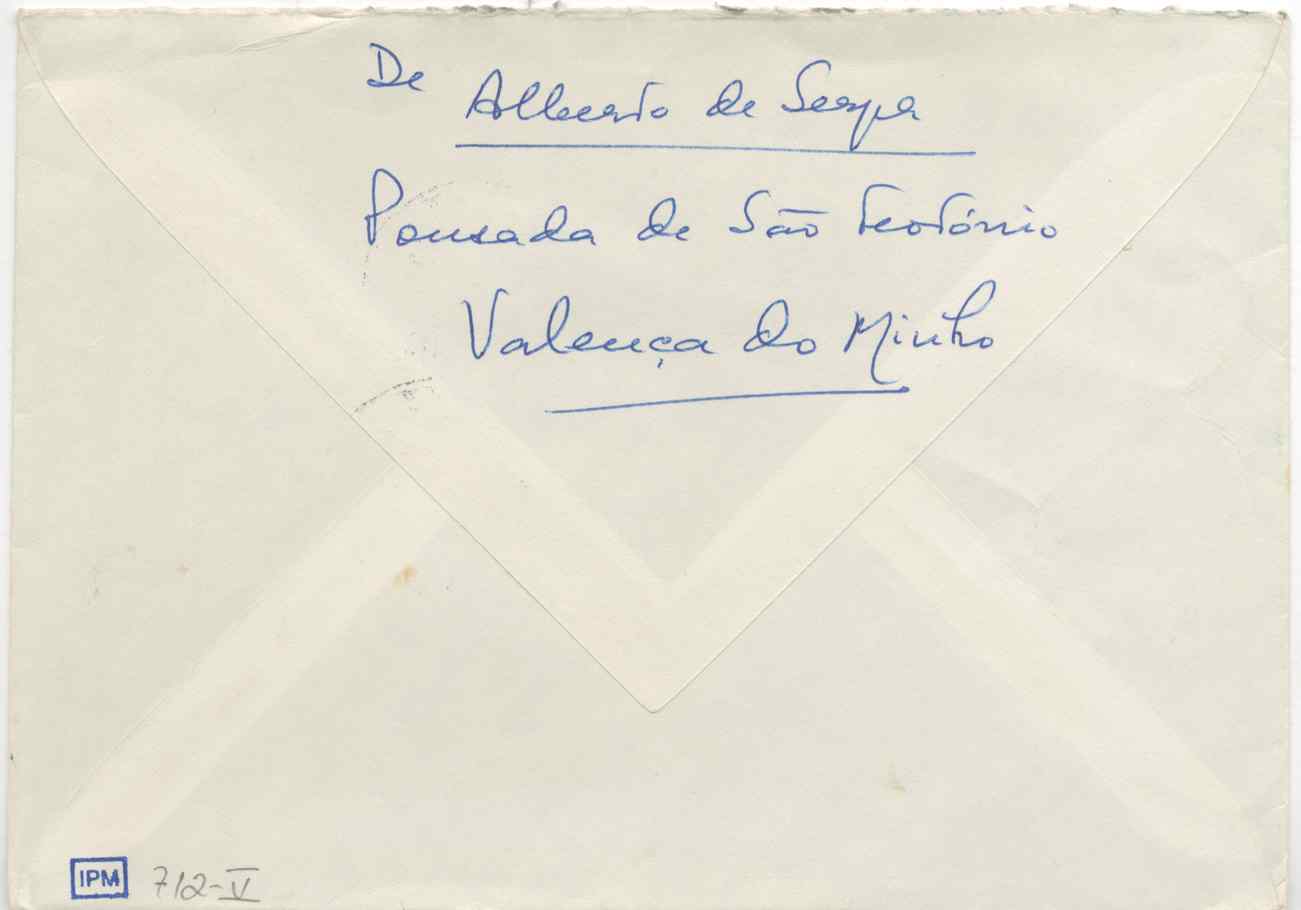 De
Alberto de Serpa
Pousada de São Teotónio
Valença do Minho
IPM 712-V